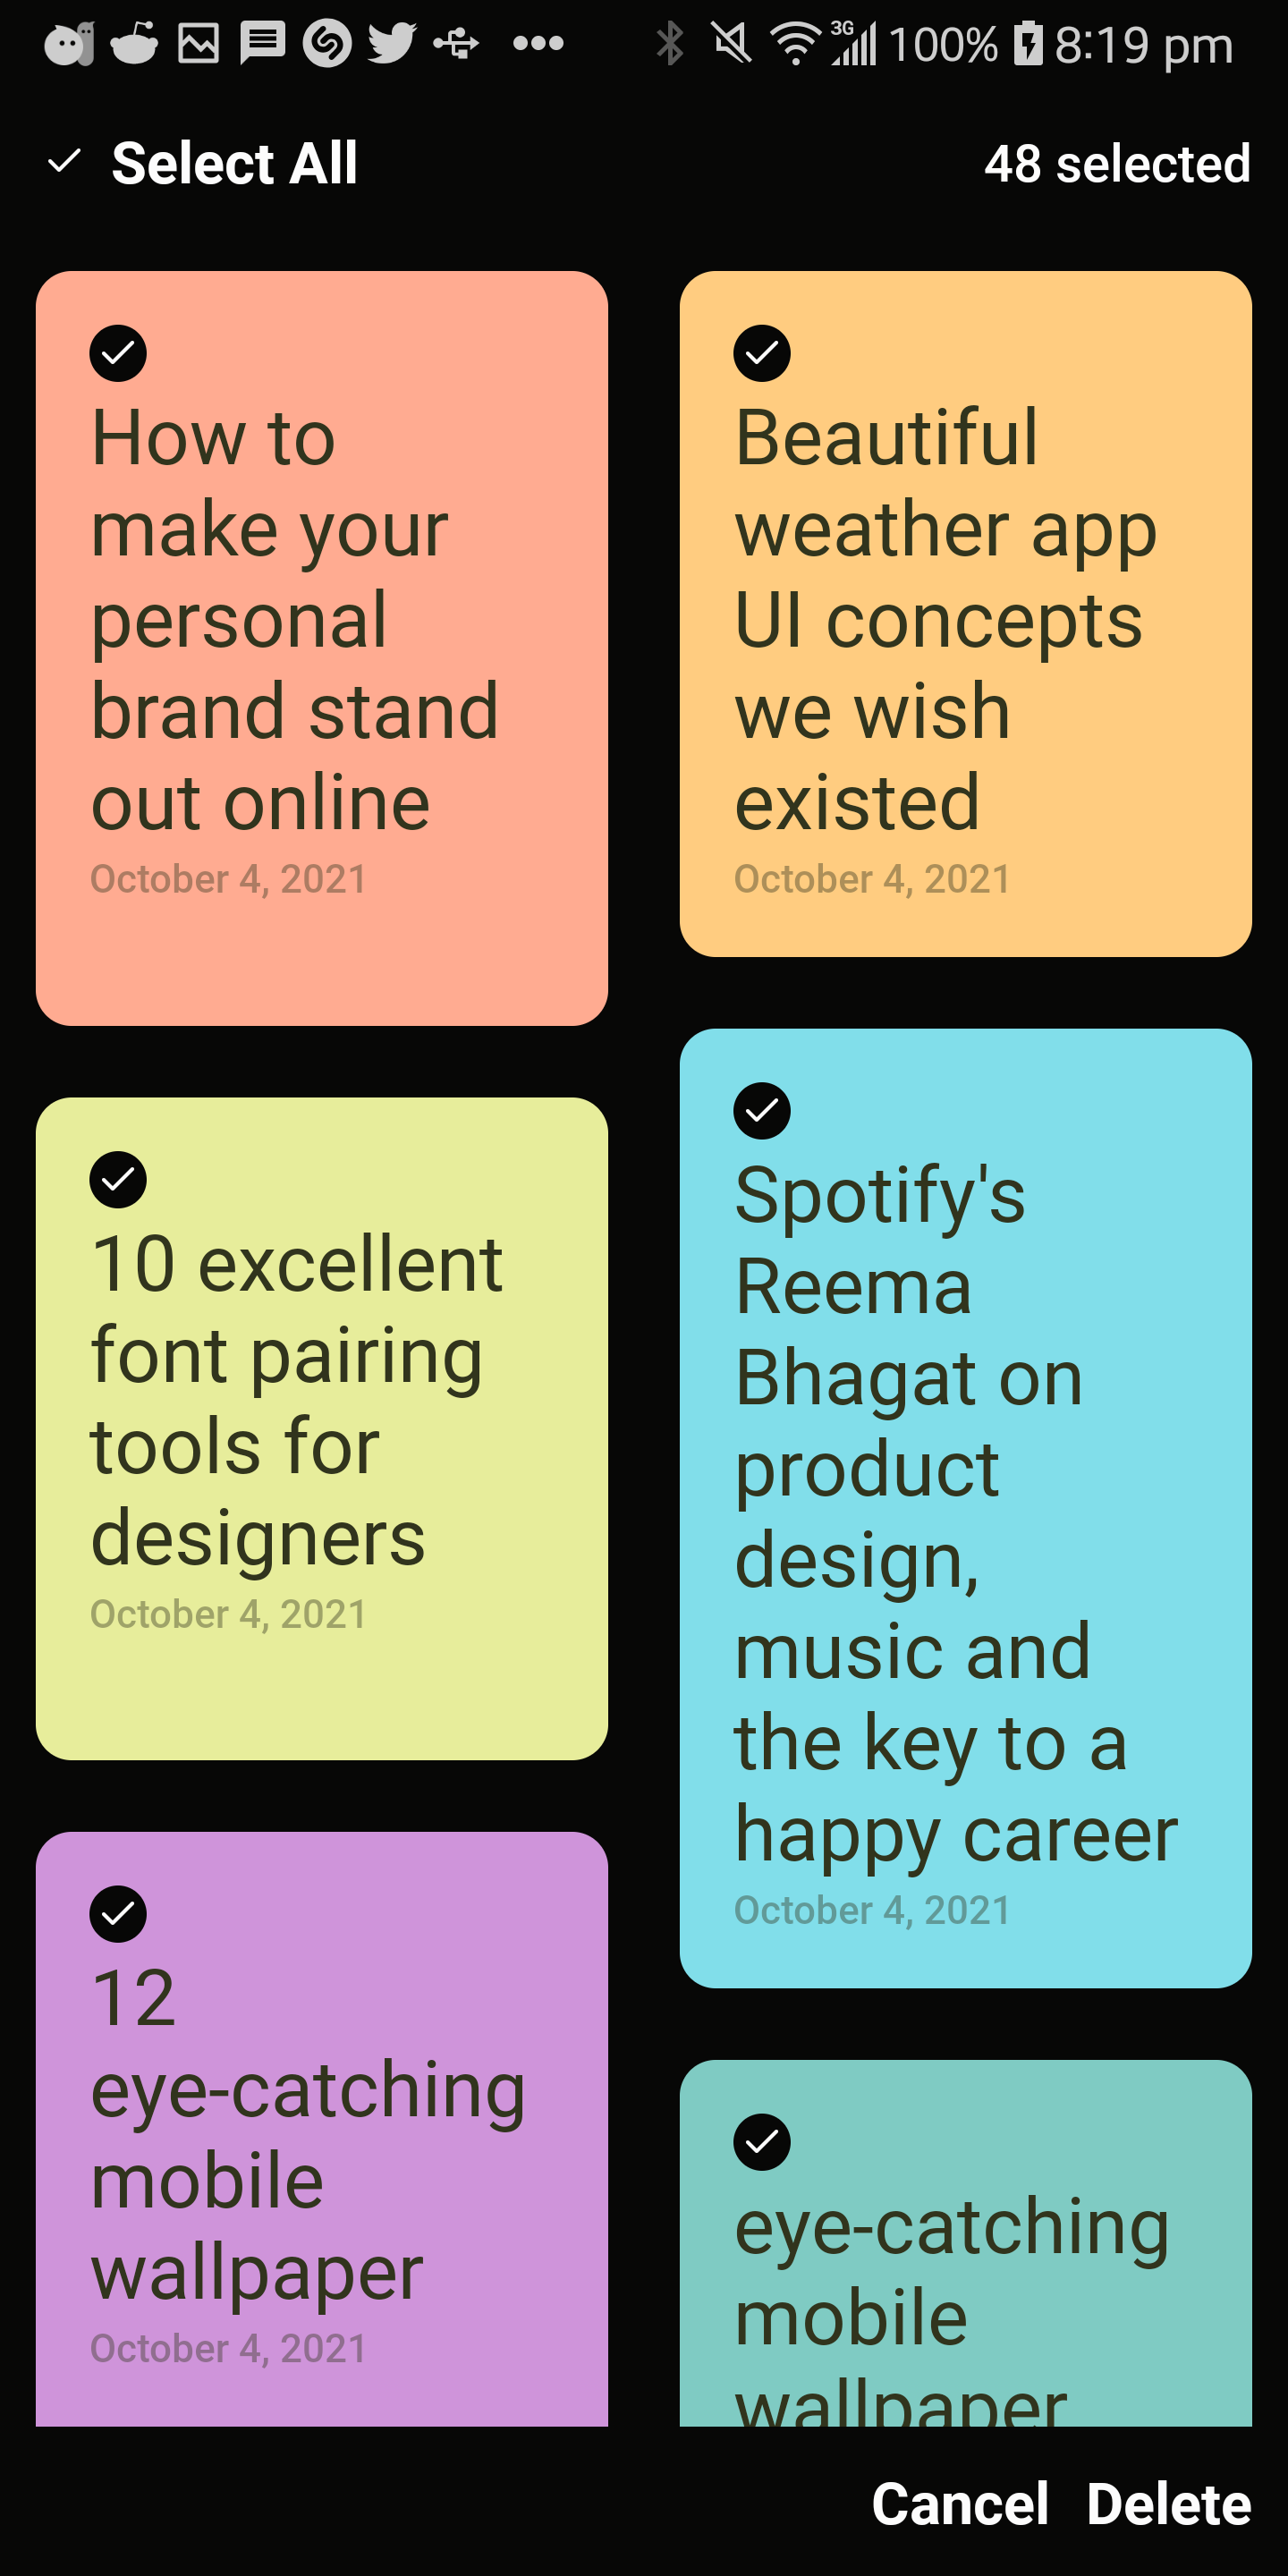 3G 100% 8:19 pm
Select All
48 selected
How to
make your
personal
brand stand
out online
October 4, 2021
Beautiful
weather app
UI concepts
we wish
existed
October 4, 2021
10 excellent
font pairing
tools for
designers
October 4, 2021
Spotify's
Reema
Bhagat on
product
design,
music and
the key to a
happy career
October 4, 2021
12
eye-catching
mobile
wallpaper
October 4, 2021
eye-catching
mobile
wallpaper
Cancel
Delete